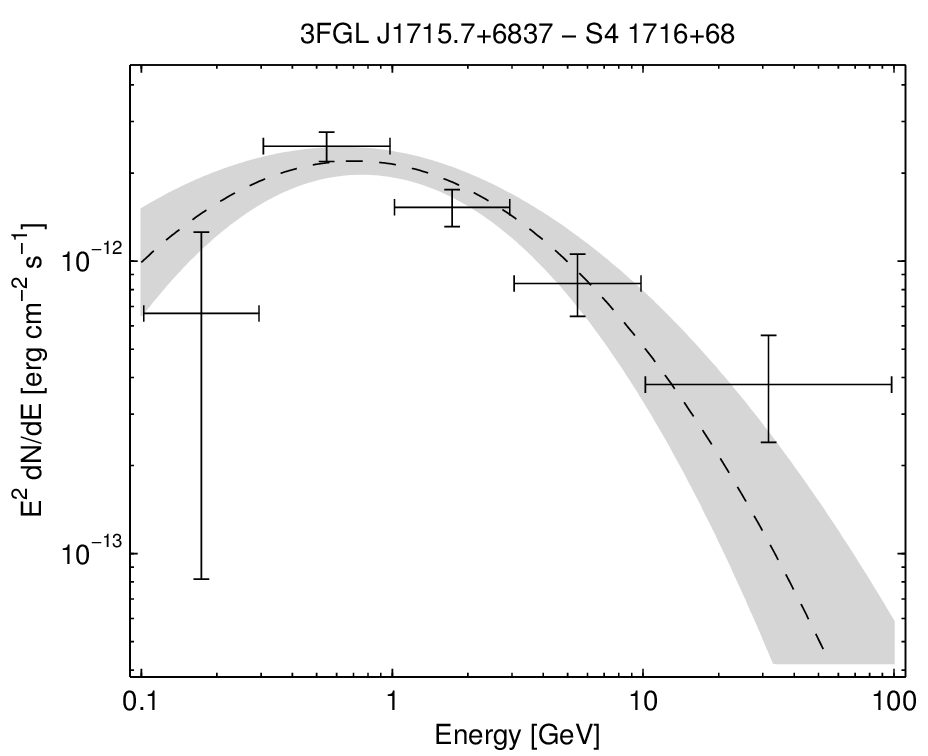 3FGL J1715.7+6837 – S4 1716+68
E² dN/dE [erg cm⁻² s⁻¹]
10⁻¹²
10⁻¹³
0.1 1 10 100
Energy [GeV]